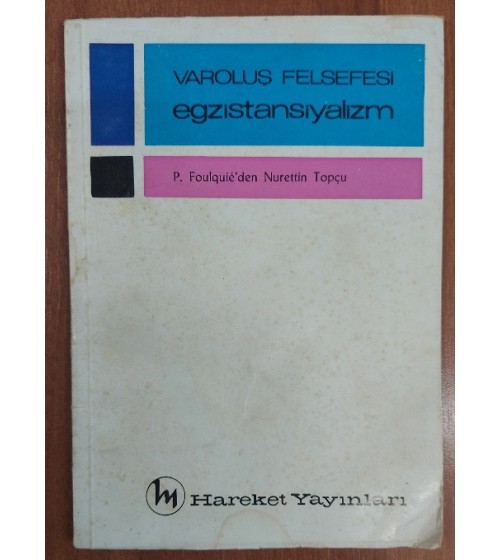 VAROLUŞ FELSEFESİ
egzistansiyalizm
P. Foulquié'den Nurettin Topçu
Hareket Yayınları